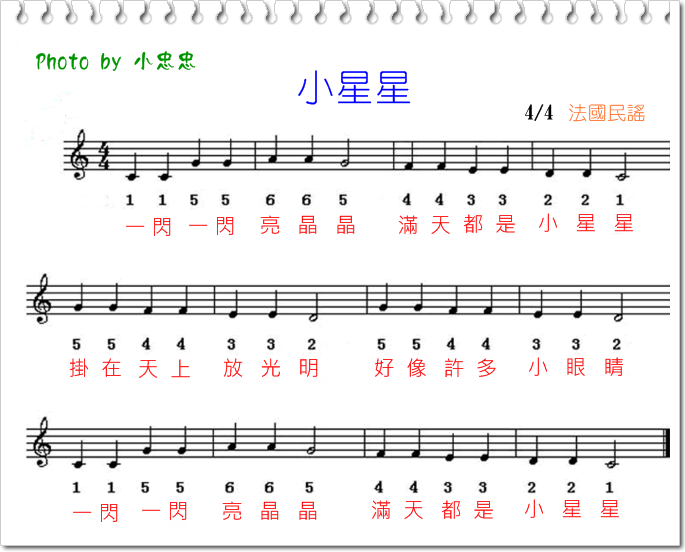 Photo by 小忠忠
小星星
4/4 法國民謠
4
4
1 1 5 5 6 6 5 4 4 3 3 2 2 1
一閃一閃 亮晶晶 滿天都是 小星星
5 5 4 4 3 3 2 5 5 4 4 3 3 2
掛在天上 放光明 好像許多 小眼睛
1 1 5 5 6 6 5 4 4 3 3 2 2 1
一閃一閃 亮晶晶 滿天都是 小星星